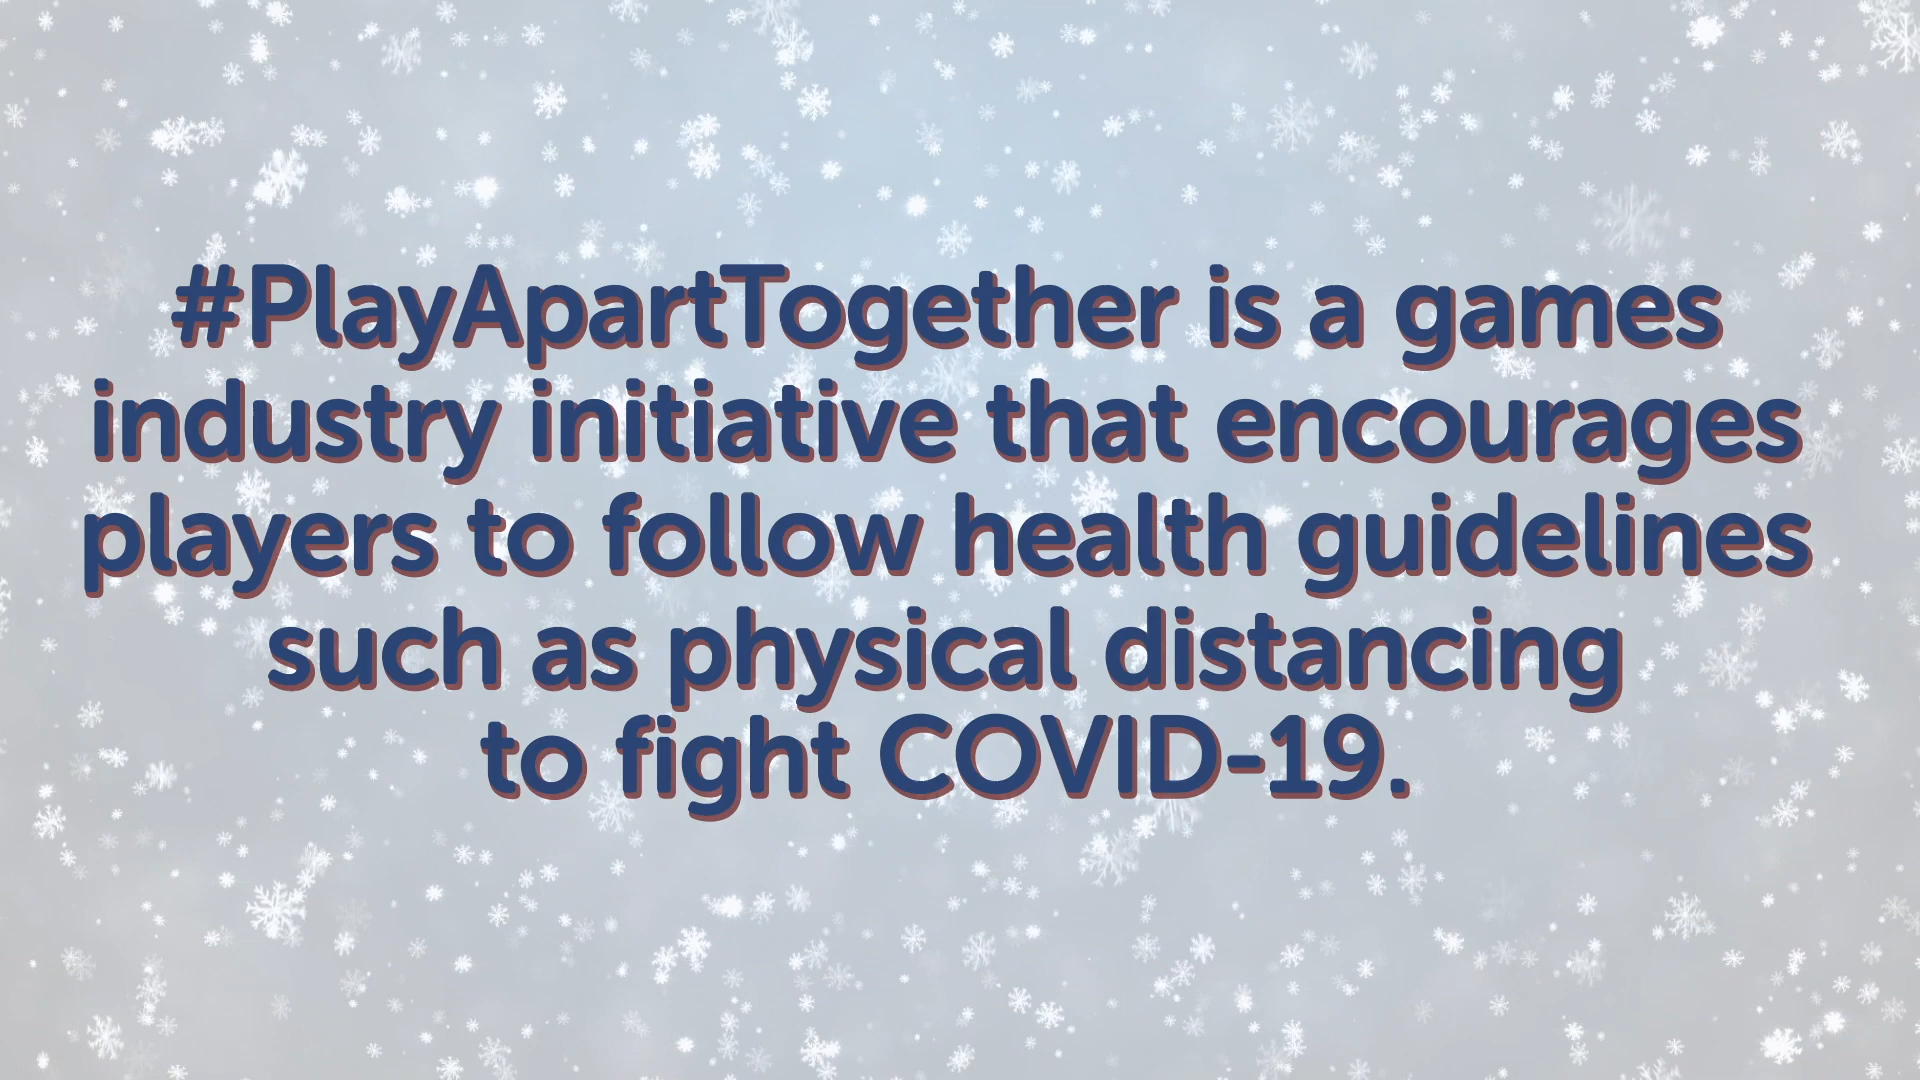 #PlayApartTogether is a games
industry initiative that encourages
players to follow health guidelines
such as physical distancing
to fight COVID-19.